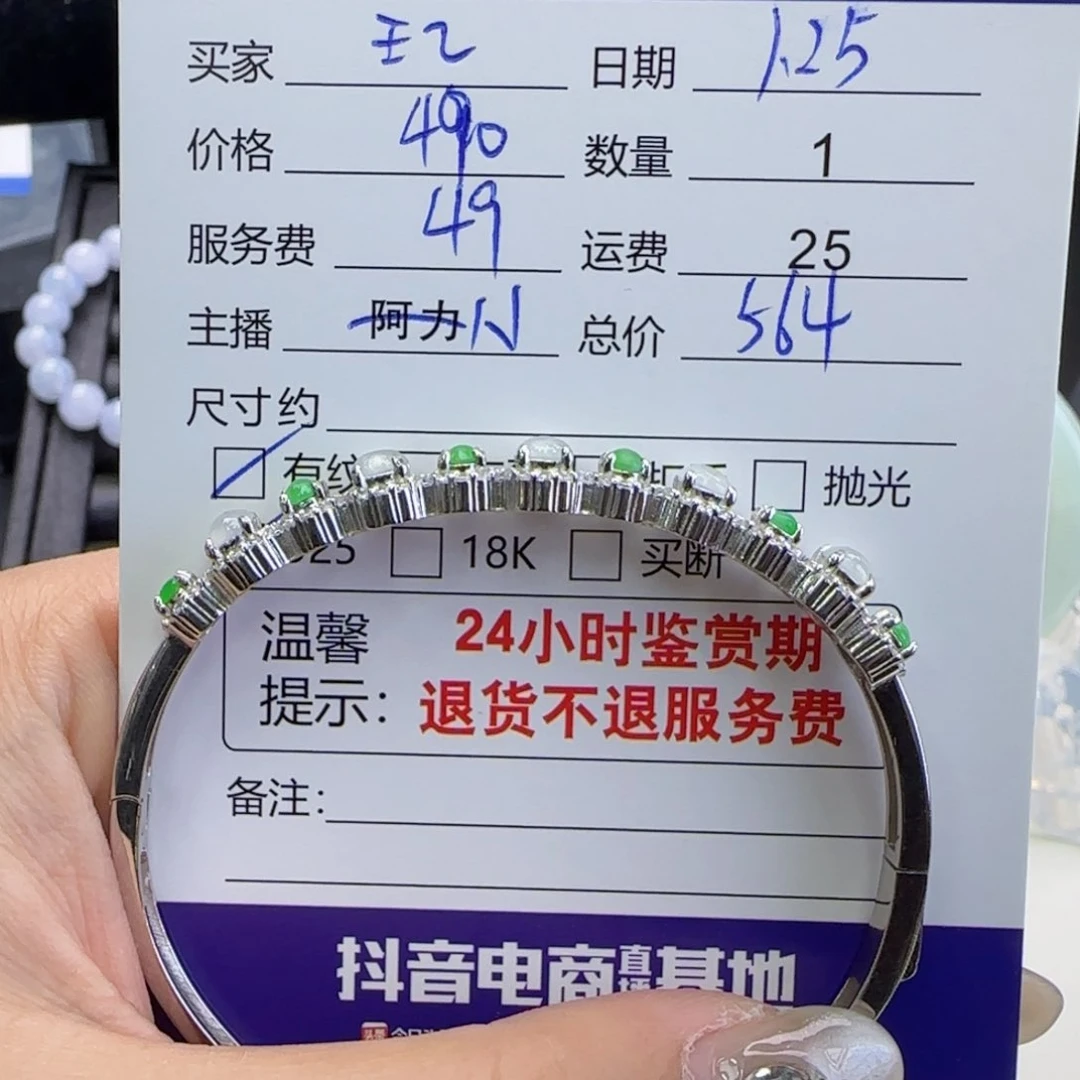 买家 王2 日期 1.25
价格 490 数量 1
服务费 49 运费 25
主播 阿力 N 总价 564
尺寸约
有纹 抛光
925 18K 买断
温馨提示： 24小时鉴赏期
退货不退服务费
备注：
抖音电商直播基地